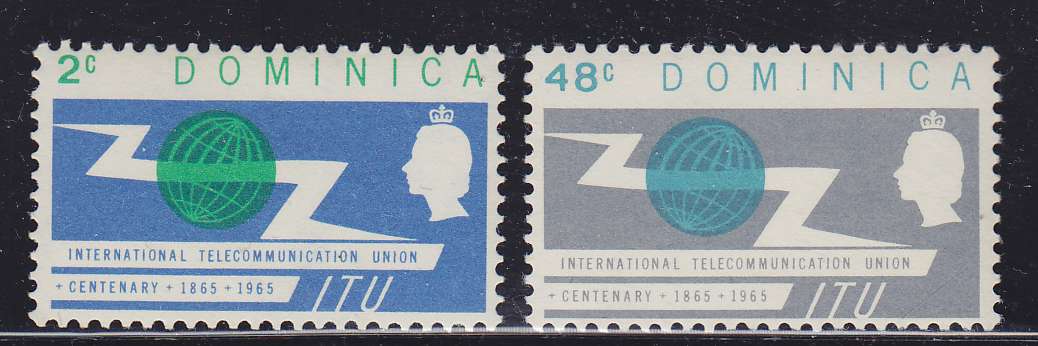 2c DOMINICA
INTERNATIONAL TELECOMMUNICATION UNION
+ CENTENARY + 1865 + 1965 ITU
48c DOMINICA
INTERNATIONAL TELECOMMUNICATION UNION
+ CENTENARY + 1865 + 1965 ITU